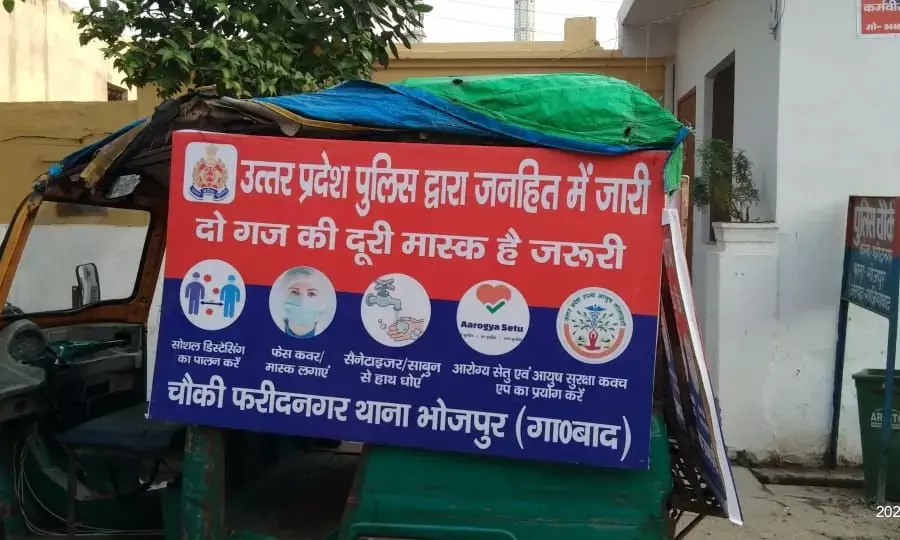 उत्तर प्रदेश पुलिस द्वारा जनहित में जारी
दो गज की दूरी मास्क है जरूरी
Aarogya Setu
सोशल डिस्टेसिंग
का पालन करें
फेस कवर/
मास्क लगाएं
सैनेटाइजर/साबुन
से हाथ धोएं
आरोग्य सेतु एवं आयुष सुरक्षा कवच
एप का प्रयोग करें
चौकी फरीदनगर थाना भोजपुर (गा०बाद)
पुलिस चौकी